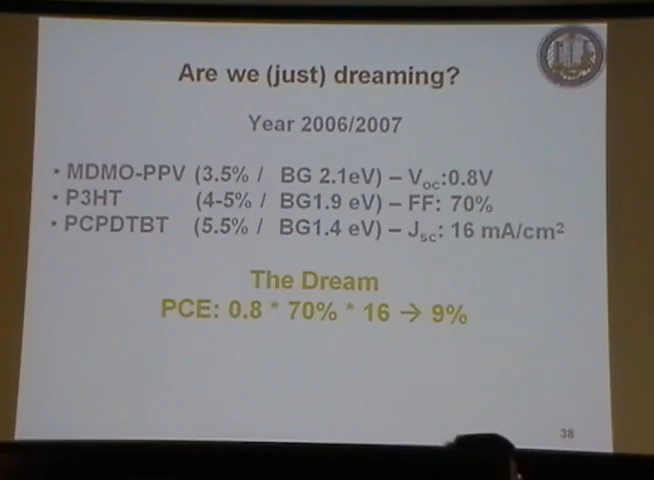 Are we (just) dreaming?
Year 2006/2007
• MDMO-PPV (3.5% / BG 2.1eV) – Voc:0.8V
• P3HT (4-5% / BG1.9 eV) – FF: 70%
• PCPDTBT (5.5% / BG1.4 eV) – Jsc: 16 mA/cm²
The Dream
PCE: 0.8 * 70% * 16 → 9%
38